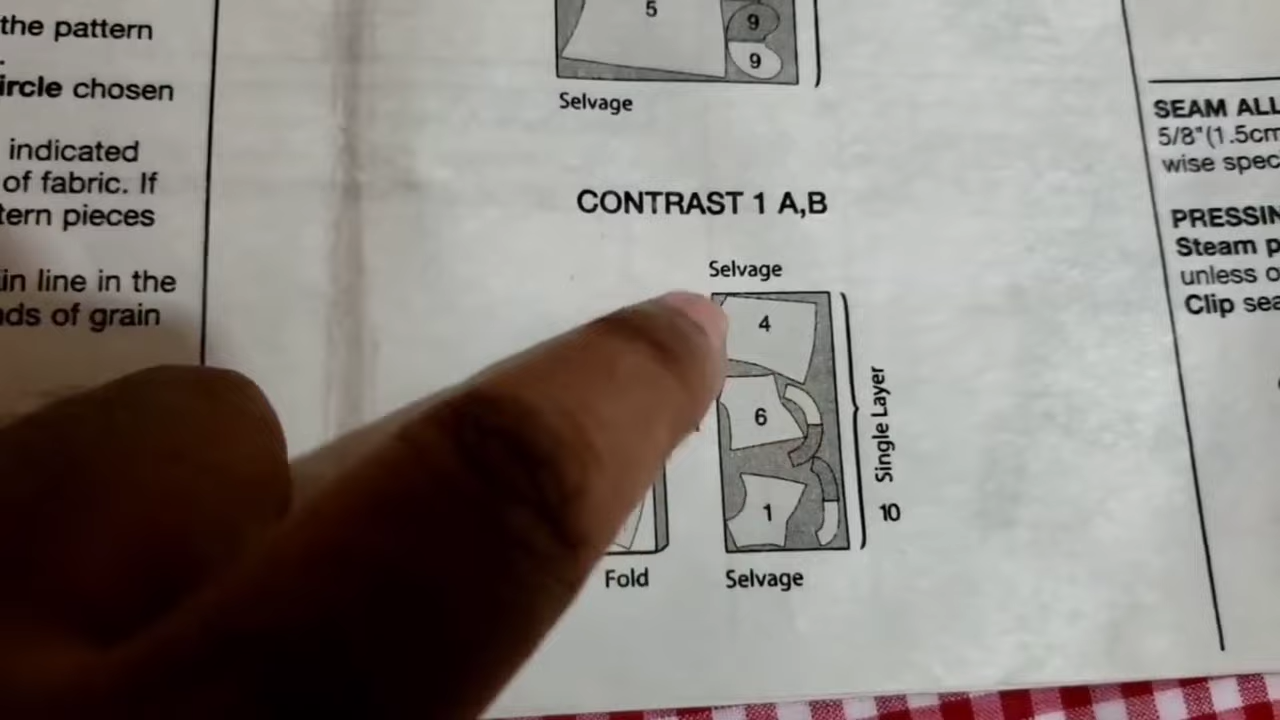 the pattern
ircle chosen
indicated
of fabric. If
tern pieces
in line in the
nds of grain
5
9
9
Selvage
CONTRAST 1 A,B
Selvage
4
6
1
Single Layer
10
Fold
Selvage
SEAM ALL
5/8"(1.5cm
wise spec
PRESSIN
Steam p
unless o
Clip sea